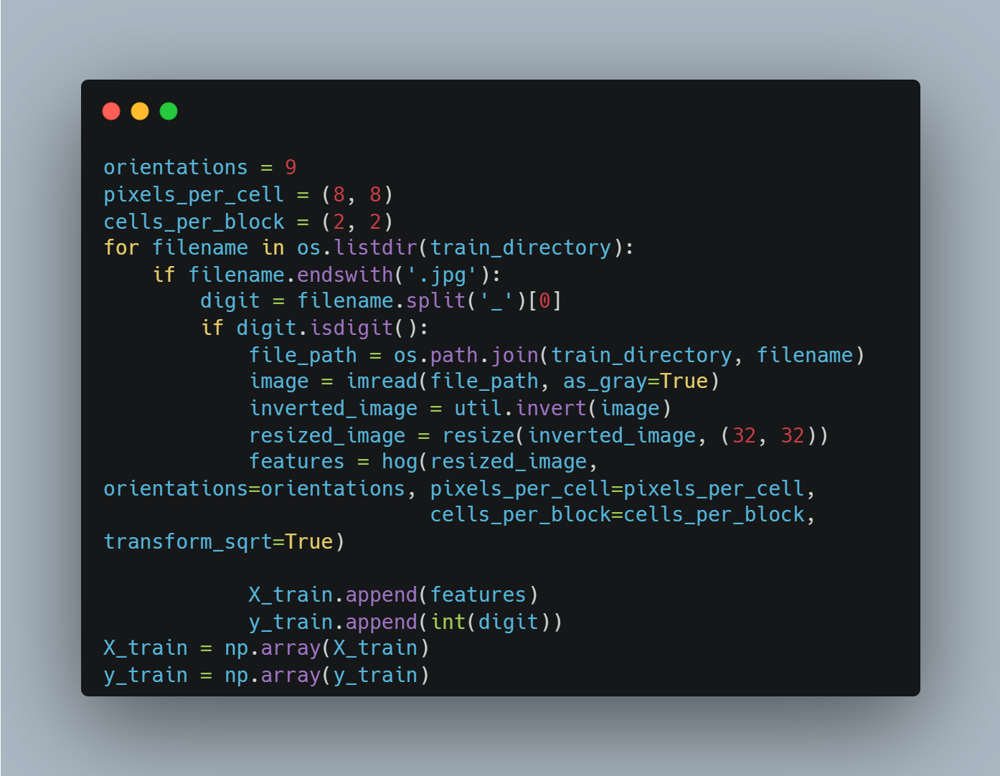 orientations = 9
pixels_per_cell = (8, 8)
cells_per_block = (2, 2)
for filename in os.listdir(train_directory):
    if filename.endswith('.jpg'):
        digit = filename.split('_')[0]
        if digit.isdigit():
            file_path = os.path.join(train_directory, filename)
            image = imread(file_path, as_gray=True)
            inverted_image = util.invert(image)
            resized_image = resize(inverted_image, (32, 32))
            features = hog(resized_image,
orientations=orientations, pixels_per_cell=pixels_per_cell,
                           cells_per_block=cells_per_block,
transform_sqrt=True)

            X_train.append(features)
            y_train.append(int(digit))
X_train = np.array(X_train)
y_train = np.array(y_train)